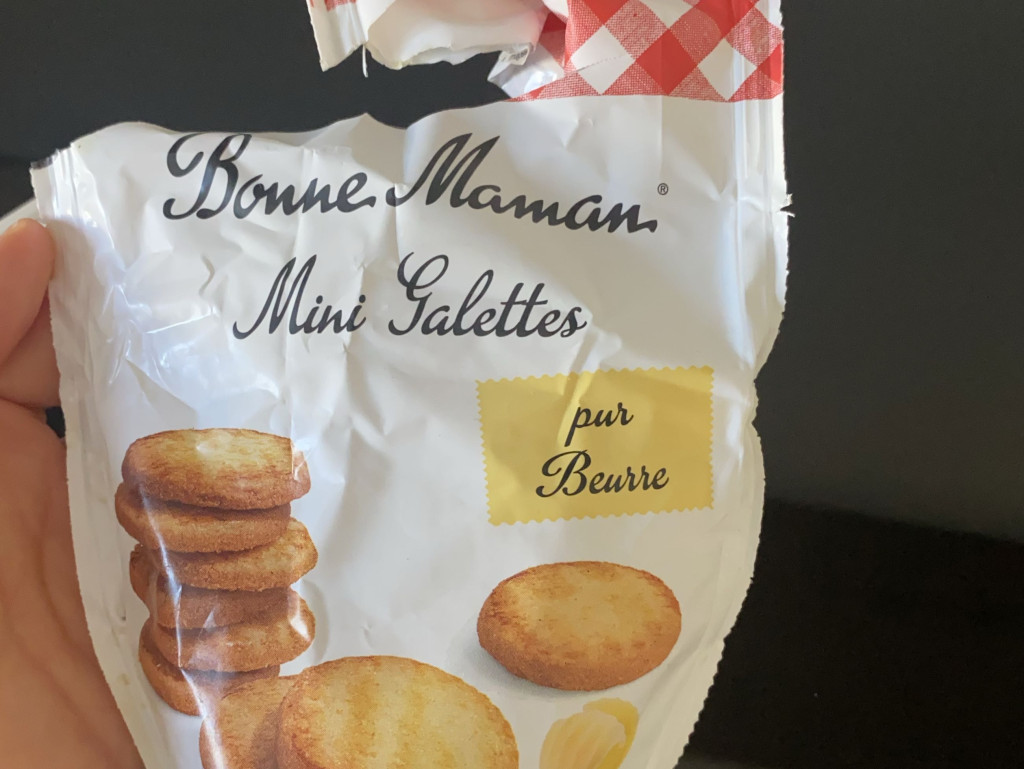 Bonne Maman®
Mini Galettes
pur
Beurre